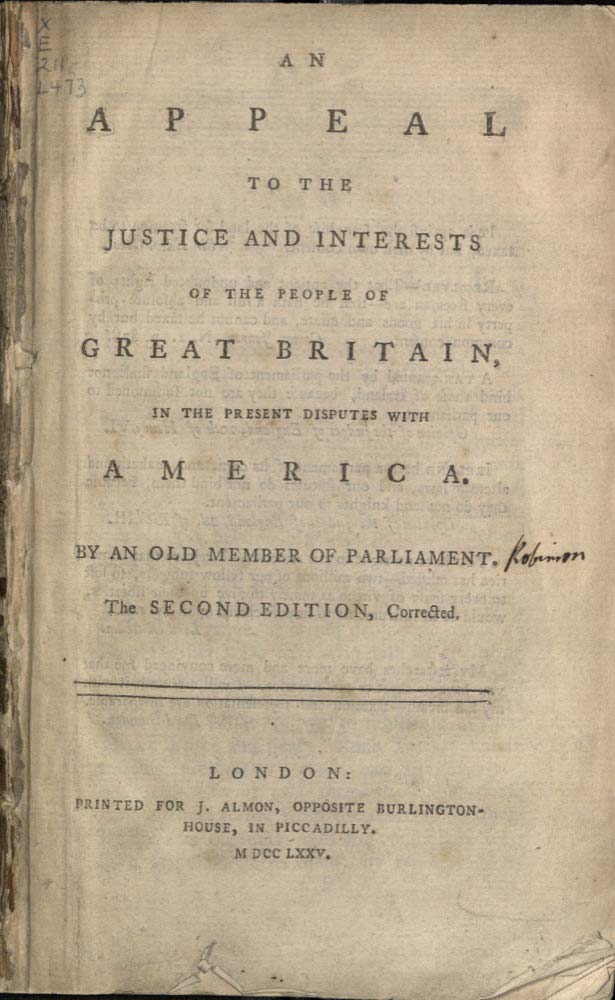 X
E
211
2473
AN
APPEAL
TO THE
JUSTICE AND INTERESTS
OF THE PEOPLE OF
GREAT BRITAIN,
IN THE PRESENT DISPUTES WITH
AMERICA.
BY AN OLD MEMBER OF PARLIAMENT. Robinson
The SECOND EDITION, Corrected.
LONDON:
PRINTED FOR J. ALMON, OPPOSITE BURLINGTON-
HOUSE, IN PICCADILLY.
M DCC LXXV.